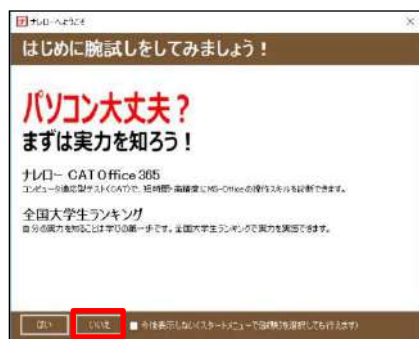 ナレローへようこそ
はじめに腕試しをしてみましょう！
パソコン大丈夫？
まずは実力を知ろう！
ナレロー CAT Office 365
コンピュータ適応型テスト(CAT)で、短時間・高精度にMS-Officeの操作スキルを診断できます。
全国大学生ランキング
自分の実力を知ることは学びの第一歩です。全国大学生ランキングで実力を実感できます。
はい
いいえ
今後表示しない(スタートメニューで[試験]を選択しても行えます)